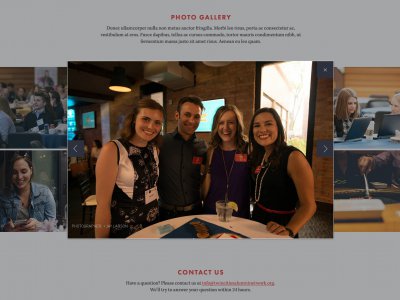 PHOTO GALLERY
Donec ullamcorper nulla non metus auctor fringilla. Morbi leo risus, porta ac consectetur ac,
vestibulum at eros. Fusce dapibus, tellus ac cursus commodo, tortor mauris condimentum nibh, ut
fermentum massa justo sit amet risus. Aenean eu leo quam.
CONTACT US
Have a question? Please contact us at
We'll try to answer your question within 24 hours.